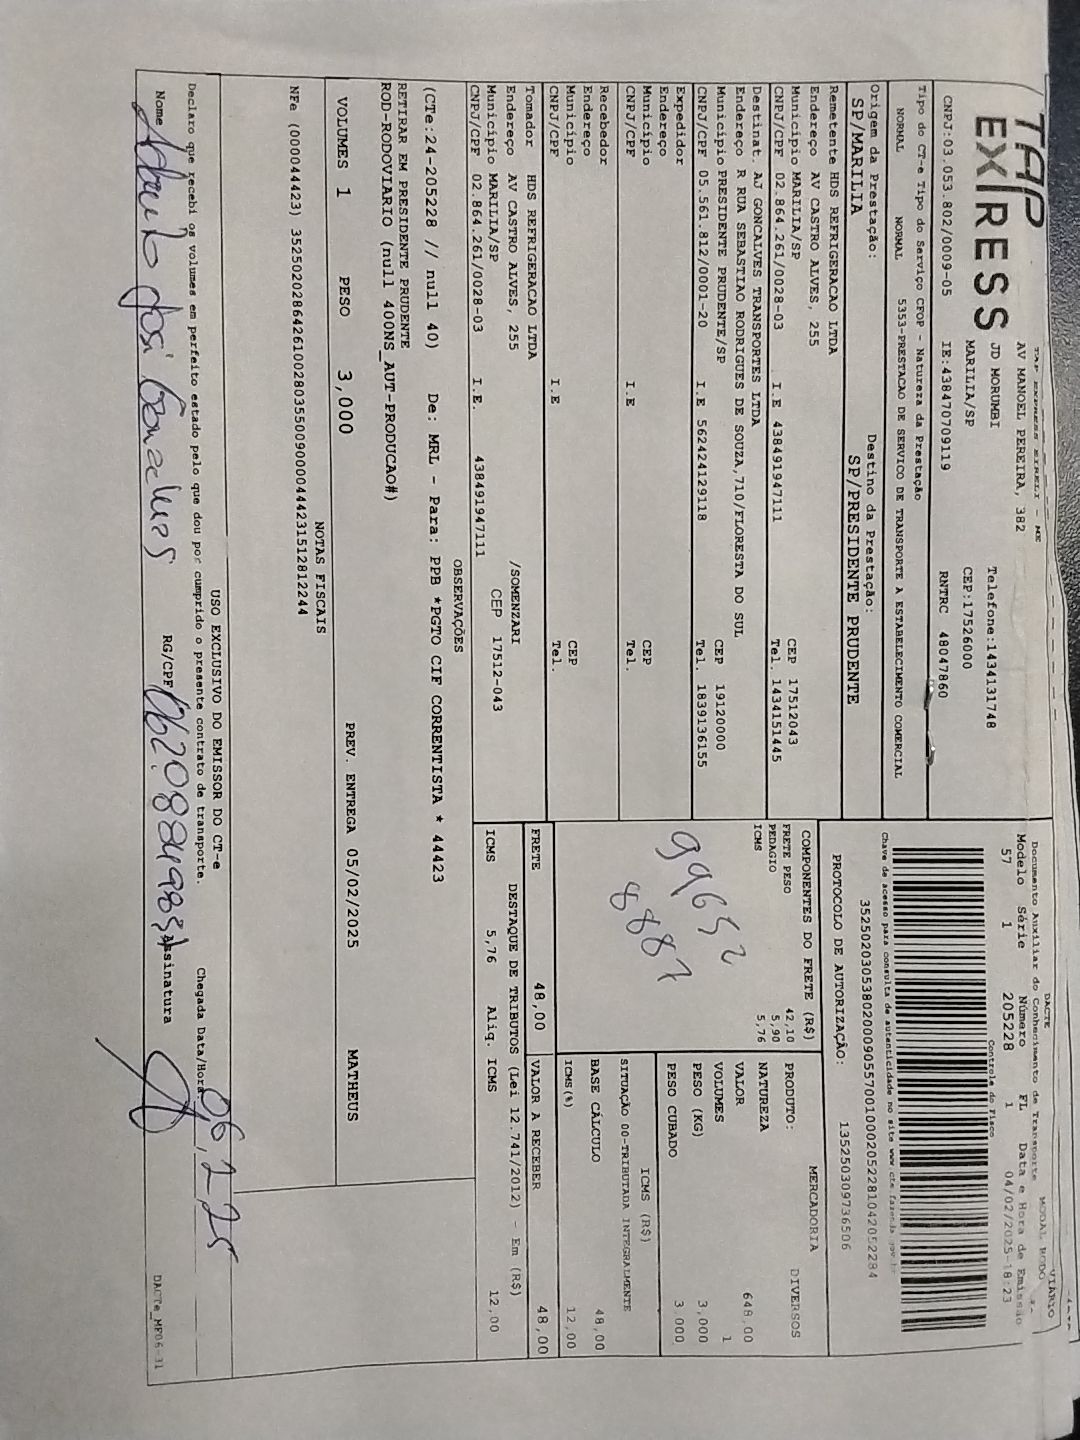 TAP EXPRESS EIRELI - ME
TAP
EX/RESS
AV MANOEL PEREIRA, 382
JD MORUMBI Telefone:1434131748
MARILIA/SP CEP:17526000
CNPJ:03.053.802/0009-05 IE:438470709119 RNTRC 48047860
Tipo do CT-e Tipo do Serviço CFOP - Natureza da Prestação
NORMAL NORMAL 5353-PRESTACAO DE SERVICO DE TRANSPORTE A ESTABELECIMENTO COMERCIAL
Origem da Prestação: Destino da Prestação:
SP/MARILIA SP/PRESIDENTE PRUDENTE
Remetente HDS REFRIGERACAO LTDA
Endereço AV CASTRO ALVES, 255
Município MARILIA/SP CEP 17512043
CNPJ/CPF 02.864.261/0028-03 I.E 438491947111 Tel. 1434151445
Destinat. AJ GONCALVES TRANSPORTES LTDA
Endereço R RUA SEBASTIAO RODRIGUES DE SOUZA,710/FLORESTA DO SUL
Município PRESIDENTE PRUDENTE/SP CEP 19120000
CNPJ/CPF 05.561.812/0001-20 I.E 562424129118 Tel. 1839136155
Expedidor
Endereço
Município CEP
CNPJ/CPF I.E Tel.
Recebedor
Endereço
Município CEP
CNPJ/CPF I.E Tel.
Tomador HDS REFRIGERACAO LTDA
Endereço AV CASTRO ALVES, 255 /SOMENZARI
Município MARILIA/SP CEP 17512-043
CNPJ/CPF 02.864.261/0028-03 I.E. 438491947111
DACTE MODAL RODOVIÁRIO
Documento Auxiliar do Conhecimento de Transporte
Modelo Série Número FL Data e Hora de Emissão
57 1 205228 1 04/02/2025-18:23
Controle do Fisco
Chave de acesso para consulta de autenticidade no site www.cte.fazenda.gov.br
35250203053802000905570010002052281042052284
PROTOCOLO DE AUTORIZAÇÃO: 135250309736506
COMPONENTES DO FRETE (R$)
FRETE PESO 42,10
PEDAGIO 5,90
ICMS 5,76
99652
8887
MERCADORIA
PRODUTO: DIVERSOS
NATUREZA
VALOR 648,00
VOLUMES 1
PESO (KG) 3,000
PESO CUBADO 3.000
ICMS (R$)
SITUAÇÃO 00-TRIBUTADA INTEGRALMENTE
BASE CÁLCULO 48,00
ICMS (%) 12,00
FRETE 48,00 VALOR A RECEBER 48,00
DESTAQUE DE TRIBUTOS (Lei 12.741/2012) - Em (R$)
ICMS 5,76 Aliq. ICMS 12,00
OBSERVAÇÕES
(CTe:24-205228 // null 40) De: MRL - Para: PPB *PGTO CIF CORRENTISTA * 44423
RETIRAR EM PRESIDENTE PRUDENTE
ROD-RODOVIARIO (null 400NS_AUT-PRODUCAO#)
VOLUMES 1 PESO 3,000 PREV. ENTREGA 05/02/2025 MATHEUS
NOTAS FISCAIS
NFe (000044423) 35250202864261002803550090000444231512812244
USO EXCLUSIVO DO EMISSOR DO CT-e
Declaro que recebi os volumes em perfeito estado pelo que dou por cumprido o presente contrato de transporte. Chegada Data/Hora: 06,2,25
Nome José Gonçalves RG/CPF 062088498 Assinatura
DACTe_MF06-31